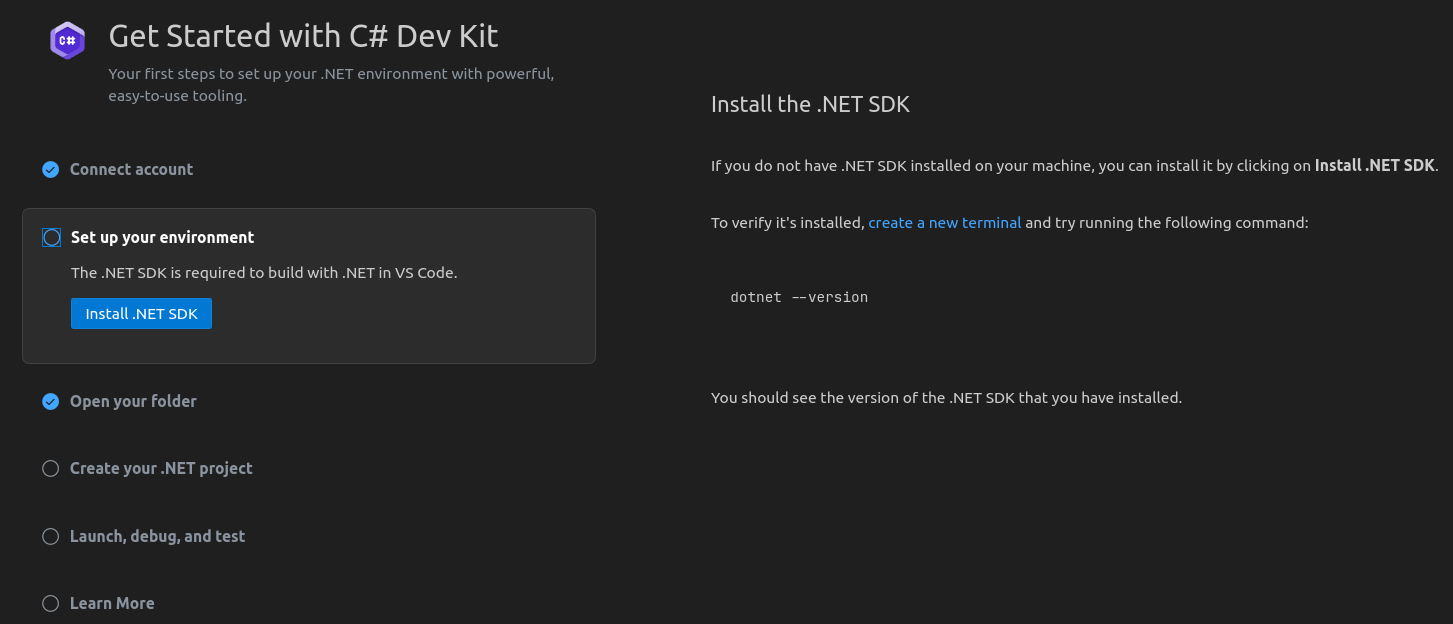 C#
Get Started with C# Dev Kit
Your first steps to set up your .NET environment with powerful,
easy-to-use tooling.
Connect account
Set up your environment
The .NET SDK is required to build with .NET in VS Code.
Install .NET SDK
Open your folder
Create your .NET project
Launch, debug, and test
Learn More
Install the .NET SDK
If you do not have .NET SDK installed on your machine, you can install it by clicking on Install .NET SDK.
To verify it's installed, create a new terminal and try running the following command:
dotnet --version
You should see the version of the .NET SDK that you have installed.